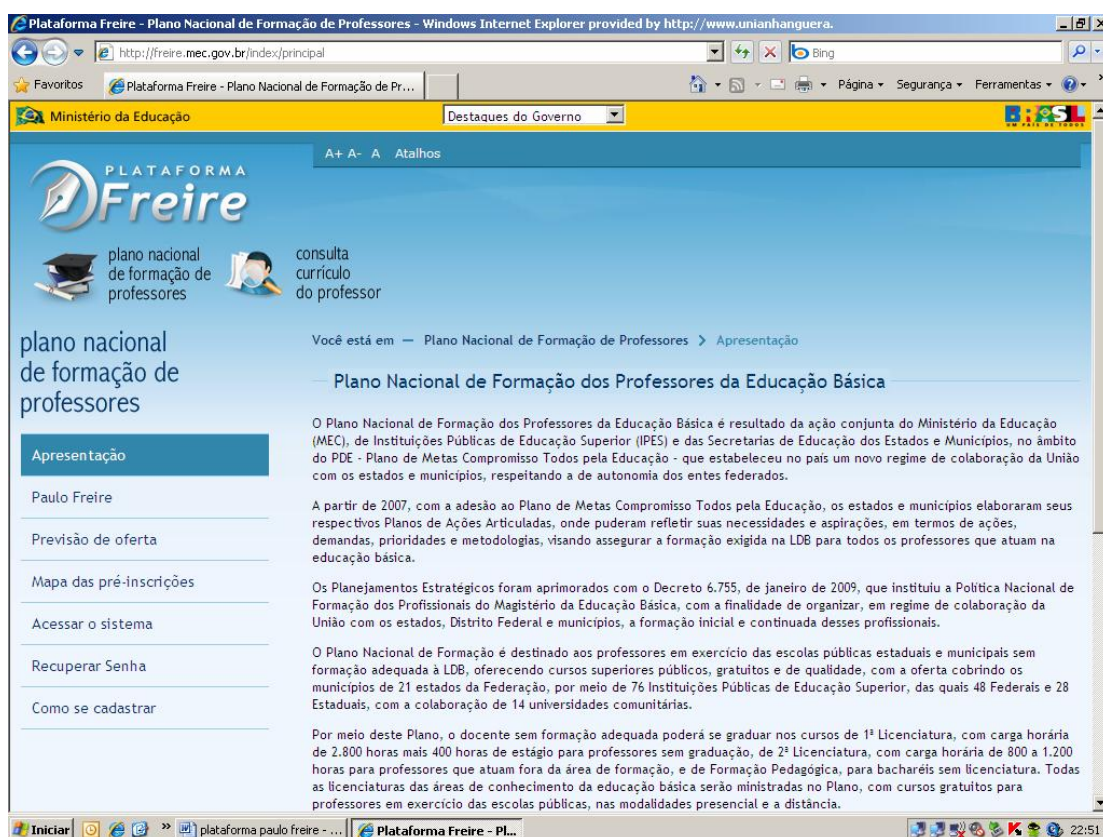 Plataforma Freire - Plano Nacional de Formação de Professores - Windows Internet Explorer provided by http://www.unianhanguera.
http://freire.mec.gov.br/index/principal
Bing
Favoritos
Plataforma Freire - Plano Nacional de Formação de Pr...
Página
Segurança
Ferramentas
Ministério da Educação
Destaques do Governo
BRASIL
UM PAÍS DE TODOS
A+ A- A Atalhos
PLATAFORMA
Freire
plano nacional
de formação de
professores
consulta
currículo
do professor
plano nacional
de formação de
professores
Apresentação
Paulo Freire
Previsão de oferta
Mapa das pré-inscrições
Acessar o sistema
Recuperar Senha
Como se cadastrar
Você está em — Plano Nacional de Formação de Professores > Apresentação
Plano Nacional de Formação dos Professores da Educação Básica
O Plano Nacional de Formação dos Professores da Educação Básica é resultado da ação conjunta do Ministério da Educação
(MEC), de Instituições Públicas de Educação Superior (IPES) e das Secretarias de Educação dos Estados e Municípios, no âmbito
do PDE - Plano de Metas Compromisso Todos pela Educação - que estabeleceu no país um novo regime de colaboração da União
com os estados e municípios, respeitando a de autonomia dos entes federados.
A partir de 2007, com a adesão ao Plano de Metas Compromisso Todos pela Educação, os estados e municípios elaboraram seus
respectivos Planos de Ações Articuladas, onde puderam refletir suas necessidades e aspirações, em termos de ações,
demandas, prioridades e metodologias, visando assegurar a formação exigida na LDB para todos os professores que atuam na
educação básica.
Os Planejamentos Estratégicos foram aprimorados com o Decreto 6.755, de janeiro de 2009, que instituiu a Política Nacional de
Formação dos Profissionais do Magistério da Educação Básica, com a finalidade de organizar, em regime de colaboração da
União com os estados, Distrito Federal e municípios, a formação inicial e continuada desses profissionais.
O Plano Nacional de Formação é destinado aos professores em exercício das escolas públicas estaduais e municipais sem
formação adequada à LDB, oferecendo cursos superiores públicos, gratuitos e de qualidade, com a oferta cobrindo os
municípios de 21 estados da Federação, por meio de 76 Instituições Públicas de Educação Superior, das quais 48 Federais e 28
Estaduais, com a colaboração de 14 universidades comunitárias.
Por meio deste Plano, o docente sem formação adequada poderá se graduar nos cursos de 1ª Licenciatura, com carga horária
de 2.800 horas mais 400 horas de estágio para professores sem graduação, de 2ª Licenciatura, com carga horária de 800 a 1.200
horas para professores que atuam fora da área de formação, e de Formação Pedagógica, para bacharéis sem licenciatura. Todas
as licenciaturas das áreas de conhecimento da educação básica serão ministradas no Plano, com cursos gratuitos para
professores em exercício das escolas públicas, nas modalidades presencial e a distância.
Iniciar
plataforma paulo freire - ...
Plataforma Freire - Pl...
22:51